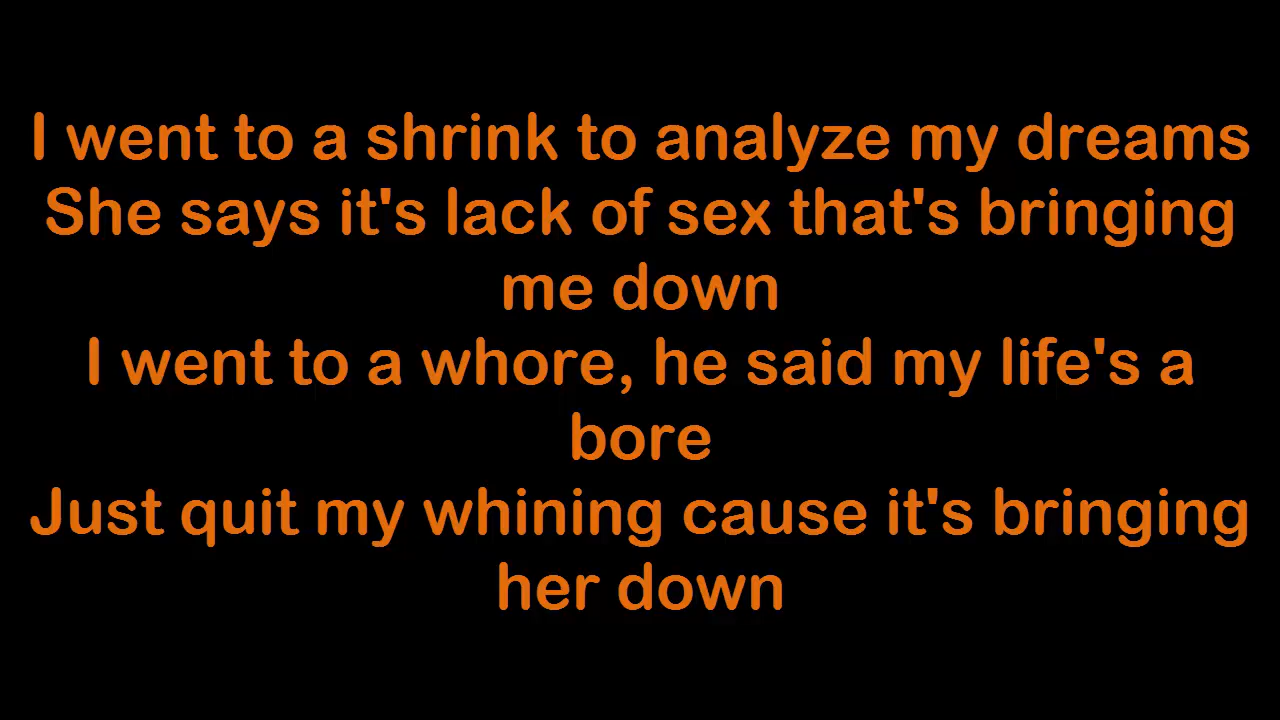 I went to a shrink to analyze my dreams
She says it's lack of sex that's bringing
me down
I went to a whore, he said my life's a
bore
Just quit my whining cause it's bringing
her down